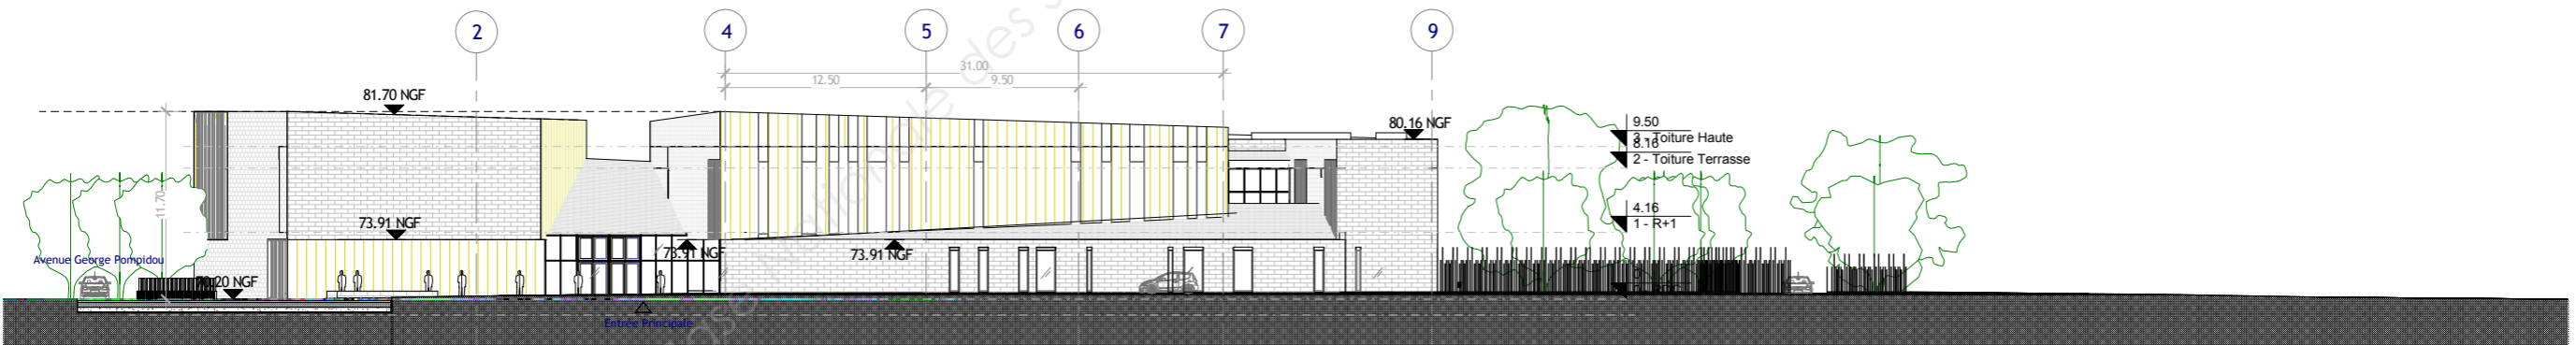 2
4
5
6
7
9
31.00
12.50
9.50
81.70 NGF
80.16 NGF
9.50
3 - Toiture Haute
8.16
2 - Toiture Terrasse
11.70
4.16
1 - R+1
73.91 NGF
73.91 NGF
73.91 NGF
Avenue George Pompidou
70.20 NGF
Entrée Principale
Nationale des